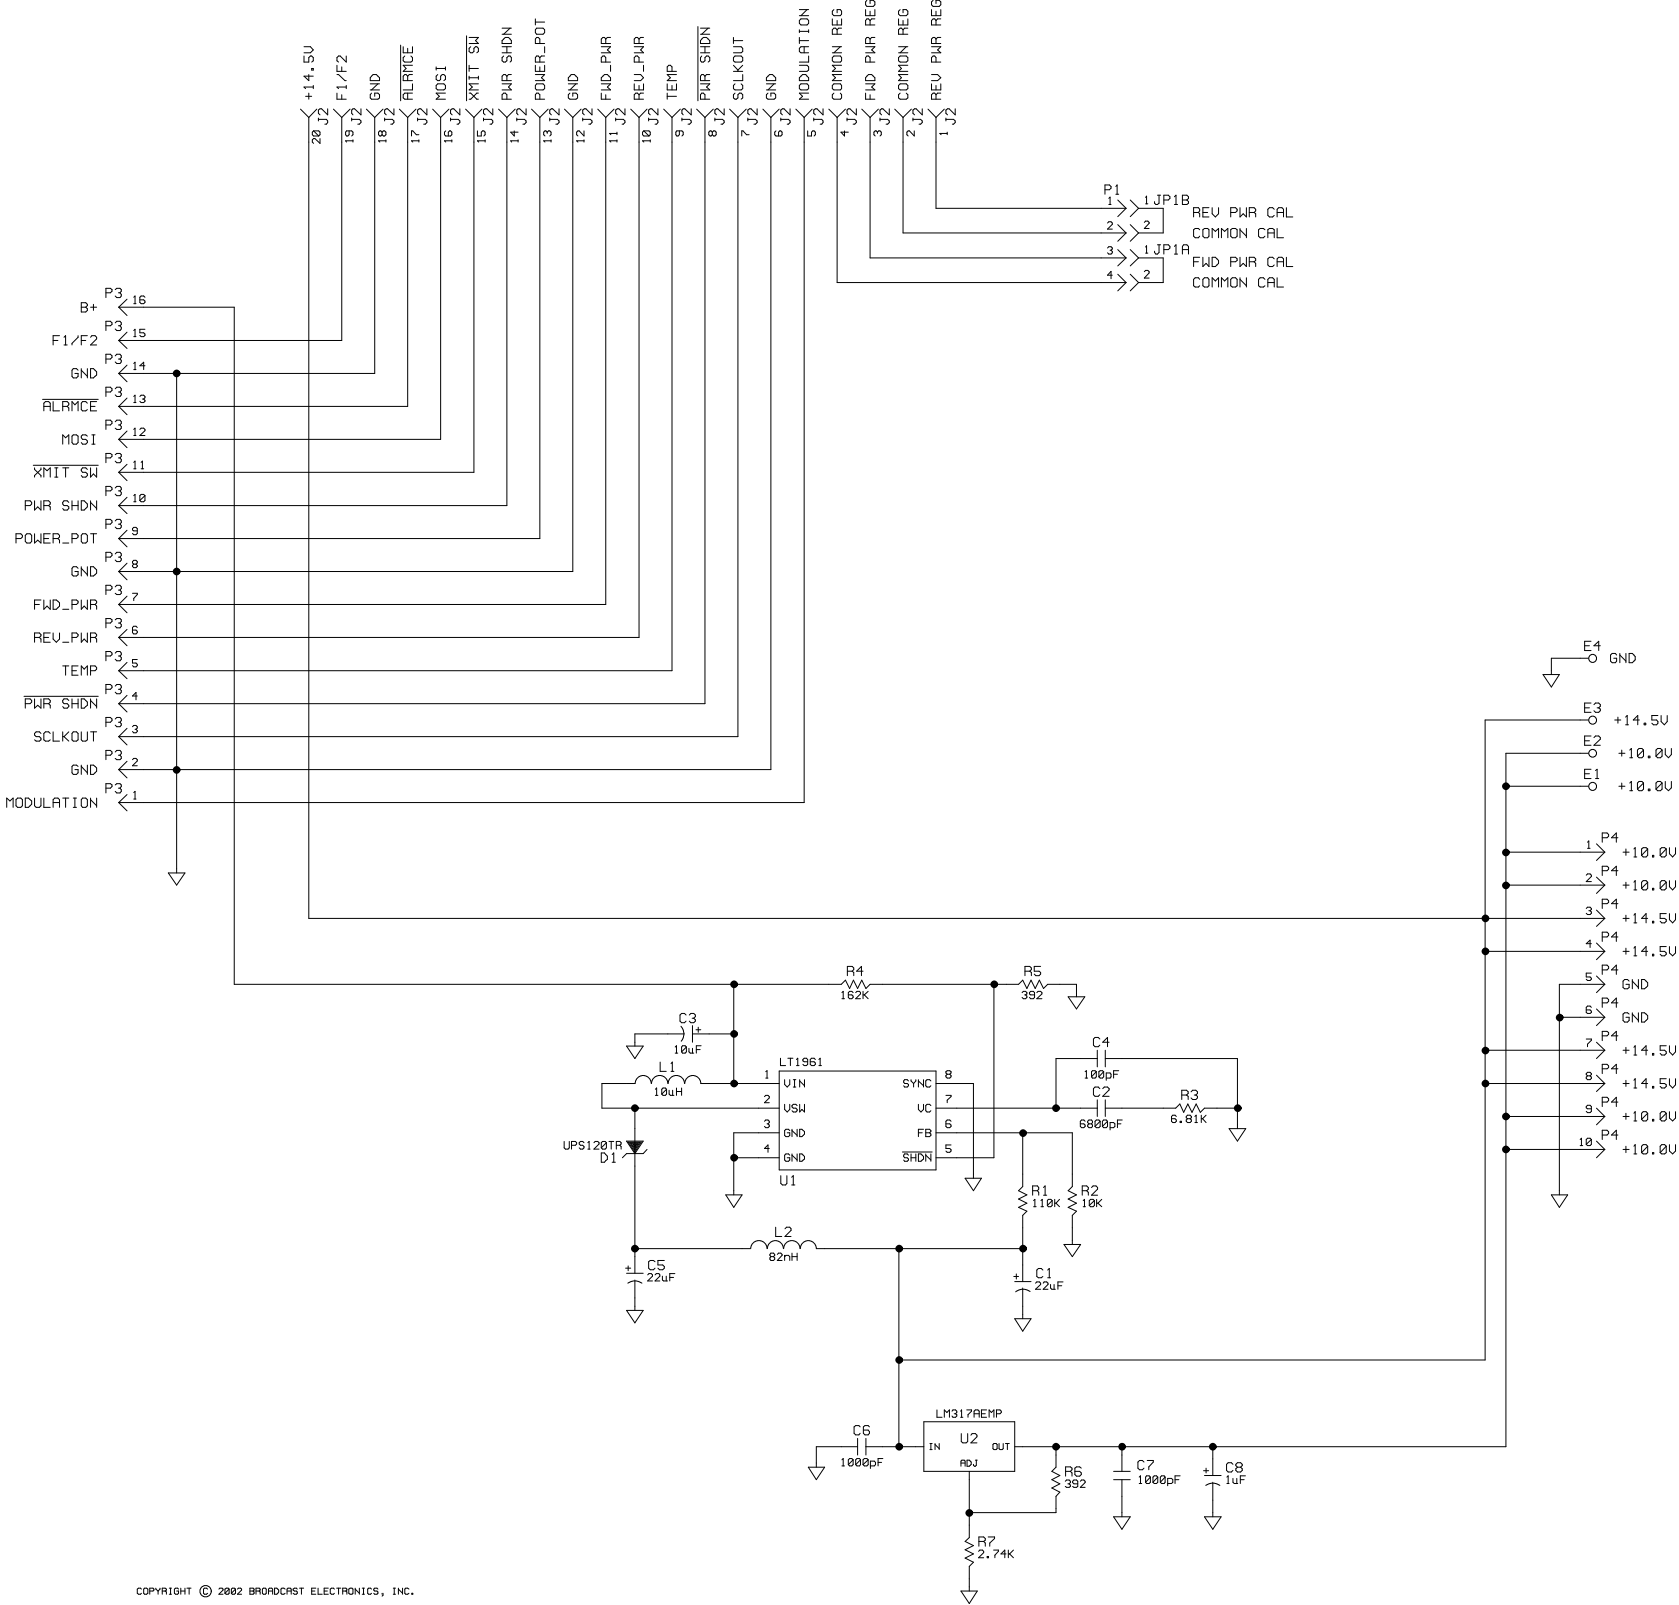 +14.5V
F1/F2
GND
ALRMCE
MOSI
XMIT SW
PWR SHDN
POWER_POT
GND
FWD_PWR
REV_PWR
TEMP
PWR SHDN
SCLKOUT
GND
MODULATION
COMMON REG
FWD PWR REG
COMMON REG
REV PWR REG
20 J2
19 J2
18 J2
17 J2
16 J2
15 J2
14 J2
13 J2
12 J2
11 J2
10 J2
9 J2
8 J2
7 J2
6 J2
5 J2
4 J2
3 J2
2 J2
1 J2
P1
1 1 JP1B
REV PWR CAL
2 2
COMMON CAL
3 1 JP1A
FWD PWR CAL
4 2
COMMON CAL
B+ P3 16
F1/F2 P3 15
GND P3 14
ALRMCE P3 13
MOSI P3 12
XMIT SW P3 11
PWR SHDN P3 10
POWER_POT P3 9
GND P3 8
FWD_PWR P3 7
REV_PWR P3 6
TEMP P3 5
PWR SHDN P3 4
SCLKOUT P3 3
GND P3 2
MODULATION P3 1
E4 GND
E3 +14.5V
E2 +10.0V
E1 +10.0V
1 P4 +10.0V
2 P4 +10.0V
3 P4 +14.5V
4 P4 +14.5V
5 P4 GND
6 P4 GND
7 P4 +14.5V
8 P4 +14.5V
9 P4 +10.0V
10 P4 +10.0V
R4
162K
R5
392
C3
+
10uF
L1
10uH
LT1961
1 VIN
2 VSW
3 GND
4 GND
SYNC 8
VC 7
FB 6
SHDN 5
U1
C4
100pF
C2
6800pF
R3
6.81K
UPS120TR
D1
R1
110K
R2
10K
L2
82nH
+ C5
22uF
+ C1
22uF
LM317AEMP
U2
IN
OUT
ADJ
C6
1000pF
R6
392
C7
1000pF
+ C8
1uF
R7
2.74K
COPYRIGHT © 2002 BROADCAST ELECTRONICS, INC.